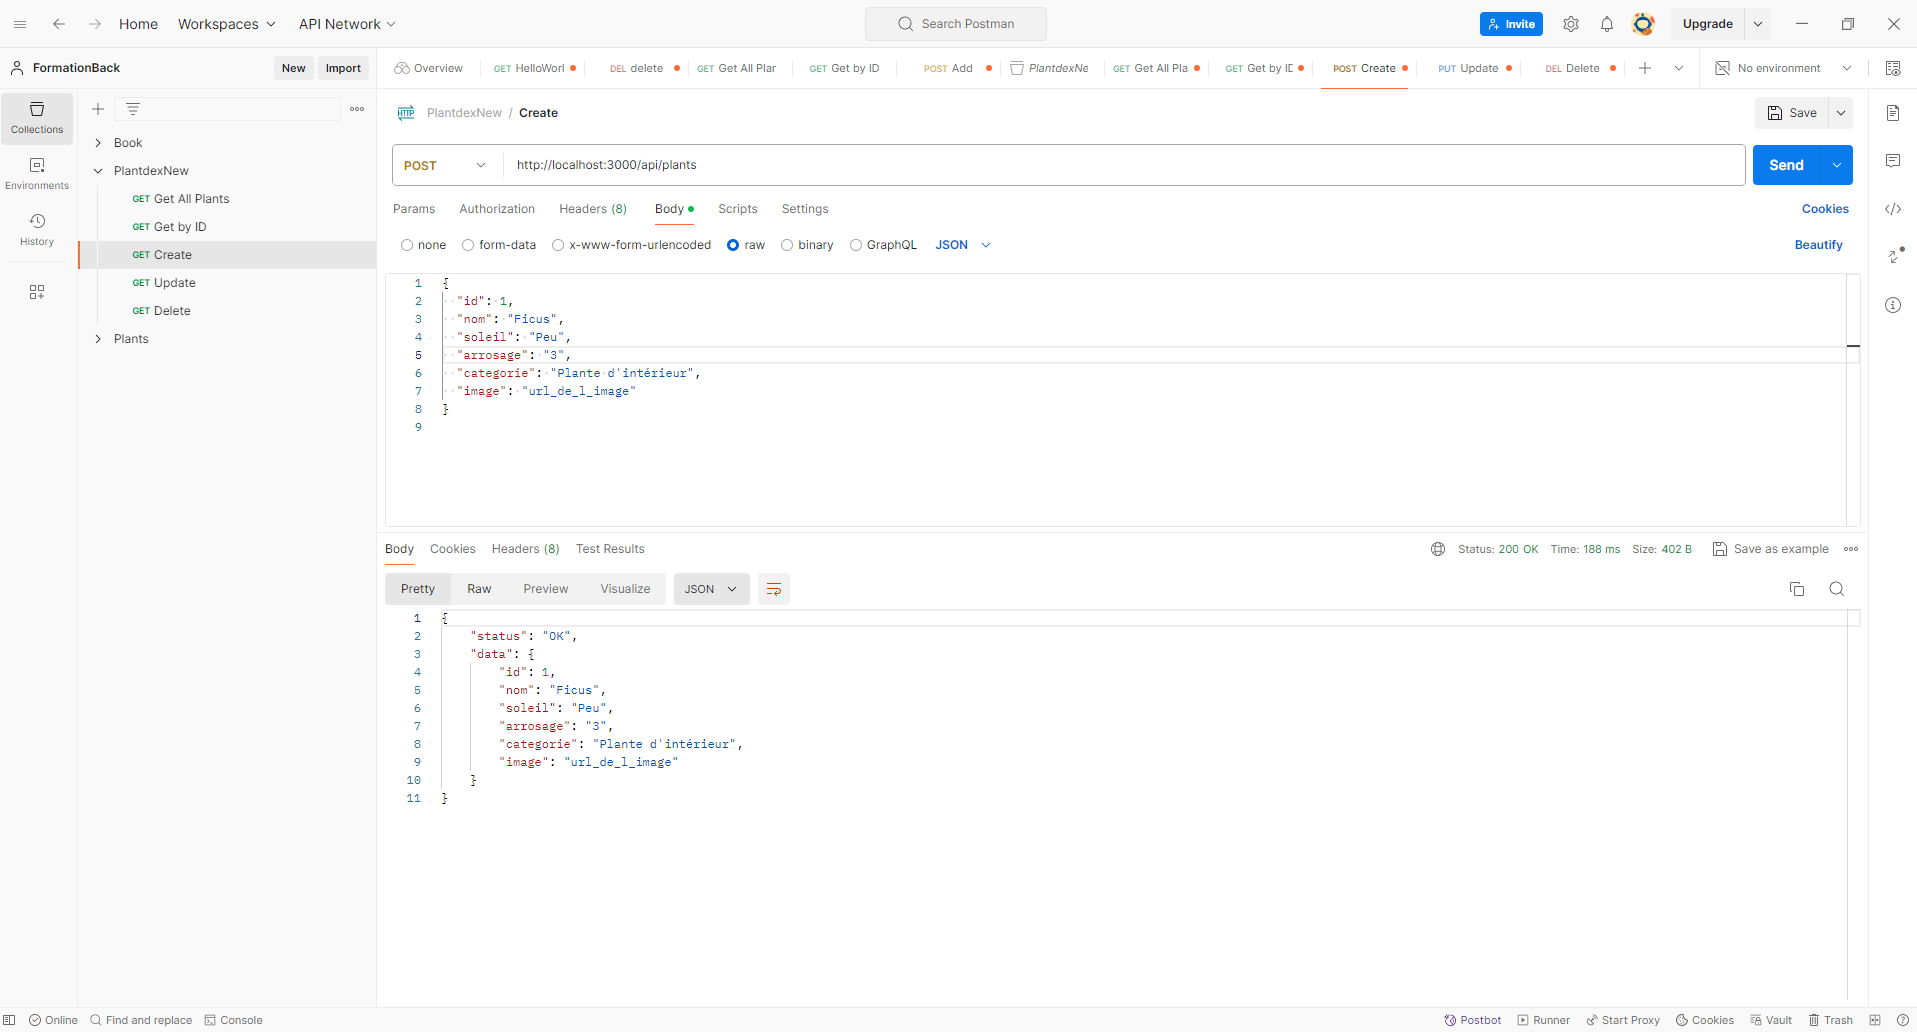 Home Workspaces API Network Search Postman Invite Upgrade
FormationBack New Import Overview GET HelloWorl DEL delete GET Get All Plar GET Get by ID POST Add PlantdexNe GET Get All Pla GET Get by IE POST Create PUT Update DEL Delete No environment
Collections
Environments
History
Book
PlantdexNew
GET Get All Plants
GET Get by ID
GET Create
GET Update
GET Delete
Plants
HTTP PlantdexNew / Create Save
POST http://localhost:3000/api/plants Send
Params Authorization Headers (8) Body Scripts Settings Cookies
none form-data x-www-form-urlencoded raw binary GraphQL JSON Beautify
1 {
2 "id": 1,
3 "nom": "Ficus",
4 "soleil": "Peu",
5 "arrosage": "3",
6 "categorie": "Plante d'intérieur",
7 "image": "url_de_l_image"
8 }
9
Body Cookies Headers (8) Test Results Status: 200 OK Time: 188 ms Size: 402 B Save as example
Pretty Raw Preview Visualize JSON
1 {
2 "status": "OK",
3 "data": {
4 "id": 1,
5 "nom": "Ficus",
6 "soleil": "Peu",
7 "arrosage": "3",
8 "categorie": "Plante d'intérieur",
9 "image": "url_de_l_image"
10 }
11 }
Online Find and replace Console Postbot Runner Start Proxy Cookies Vault Trash